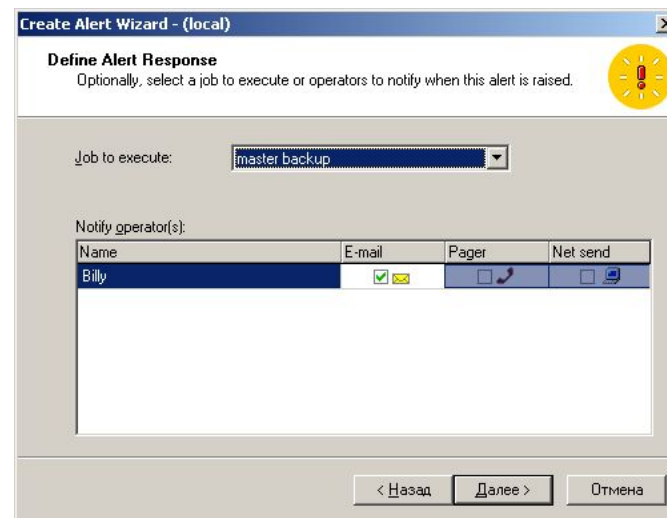 Create Alert Wizard - (local)
Define Alert Response
Optionally, select a job to execute or operators to notify when this alert is raised.
Job to execute: master backup
Notify operator(s):
Name E-mail Pager Net send
Billy
< Назад Далее > Отмена